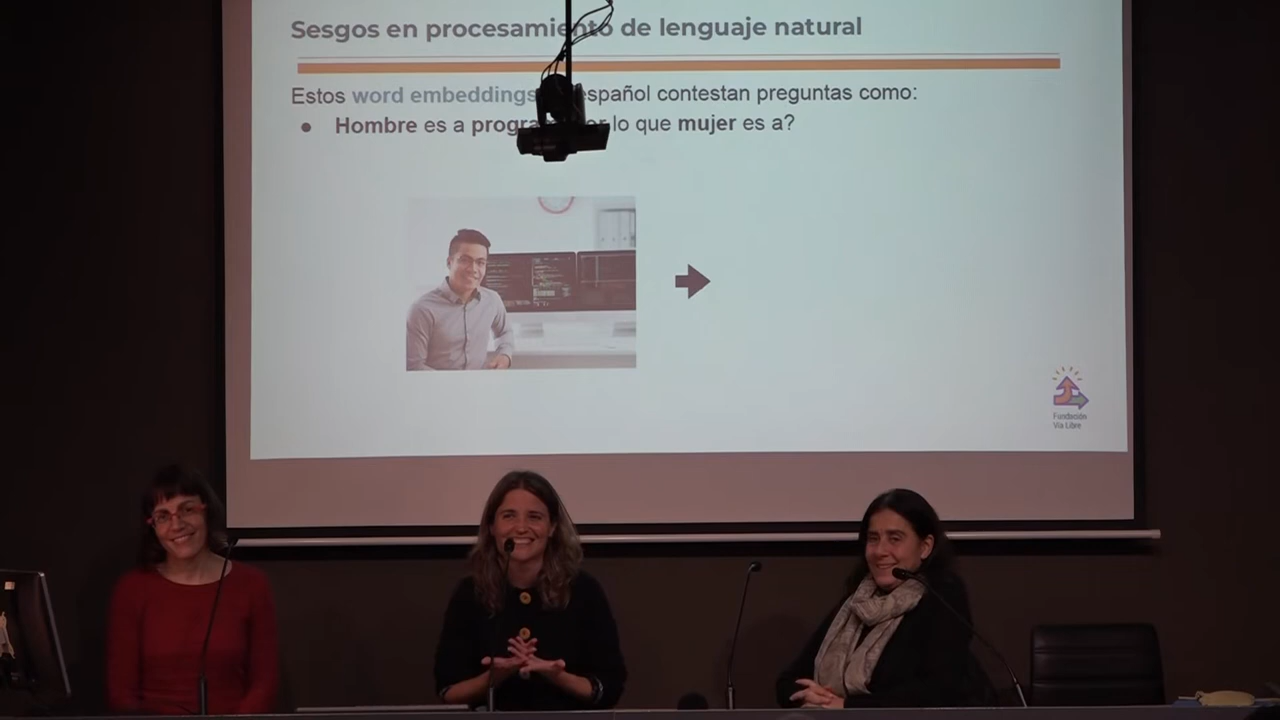 Sesgos en procesamiento de lenguaje natural
Estos word embeddings español contestan preguntas como:
● Hombre es a lo que mujer es a?
Fundación
Vía Libre